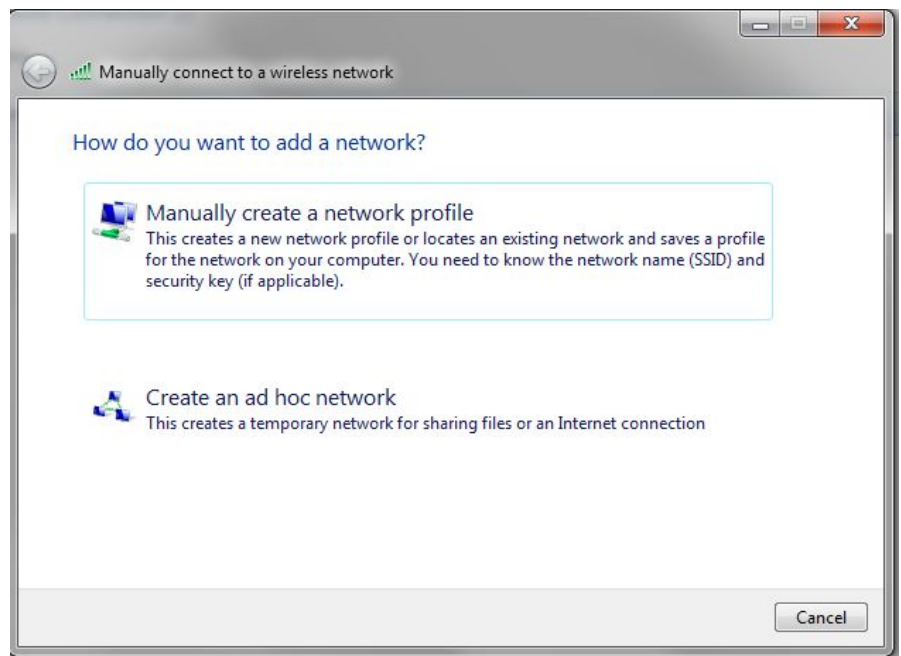 Manually connect to a wireless network
How do you want to add a network?
Manually create a network profile
This creates a new network profile or locates an existing network and saves a profile
for the network on your computer. You need to know the network name (SSID) and
security key (if applicable).
Create an ad hoc network
This creates a temporary network for sharing files or an Internet connection
Cancel